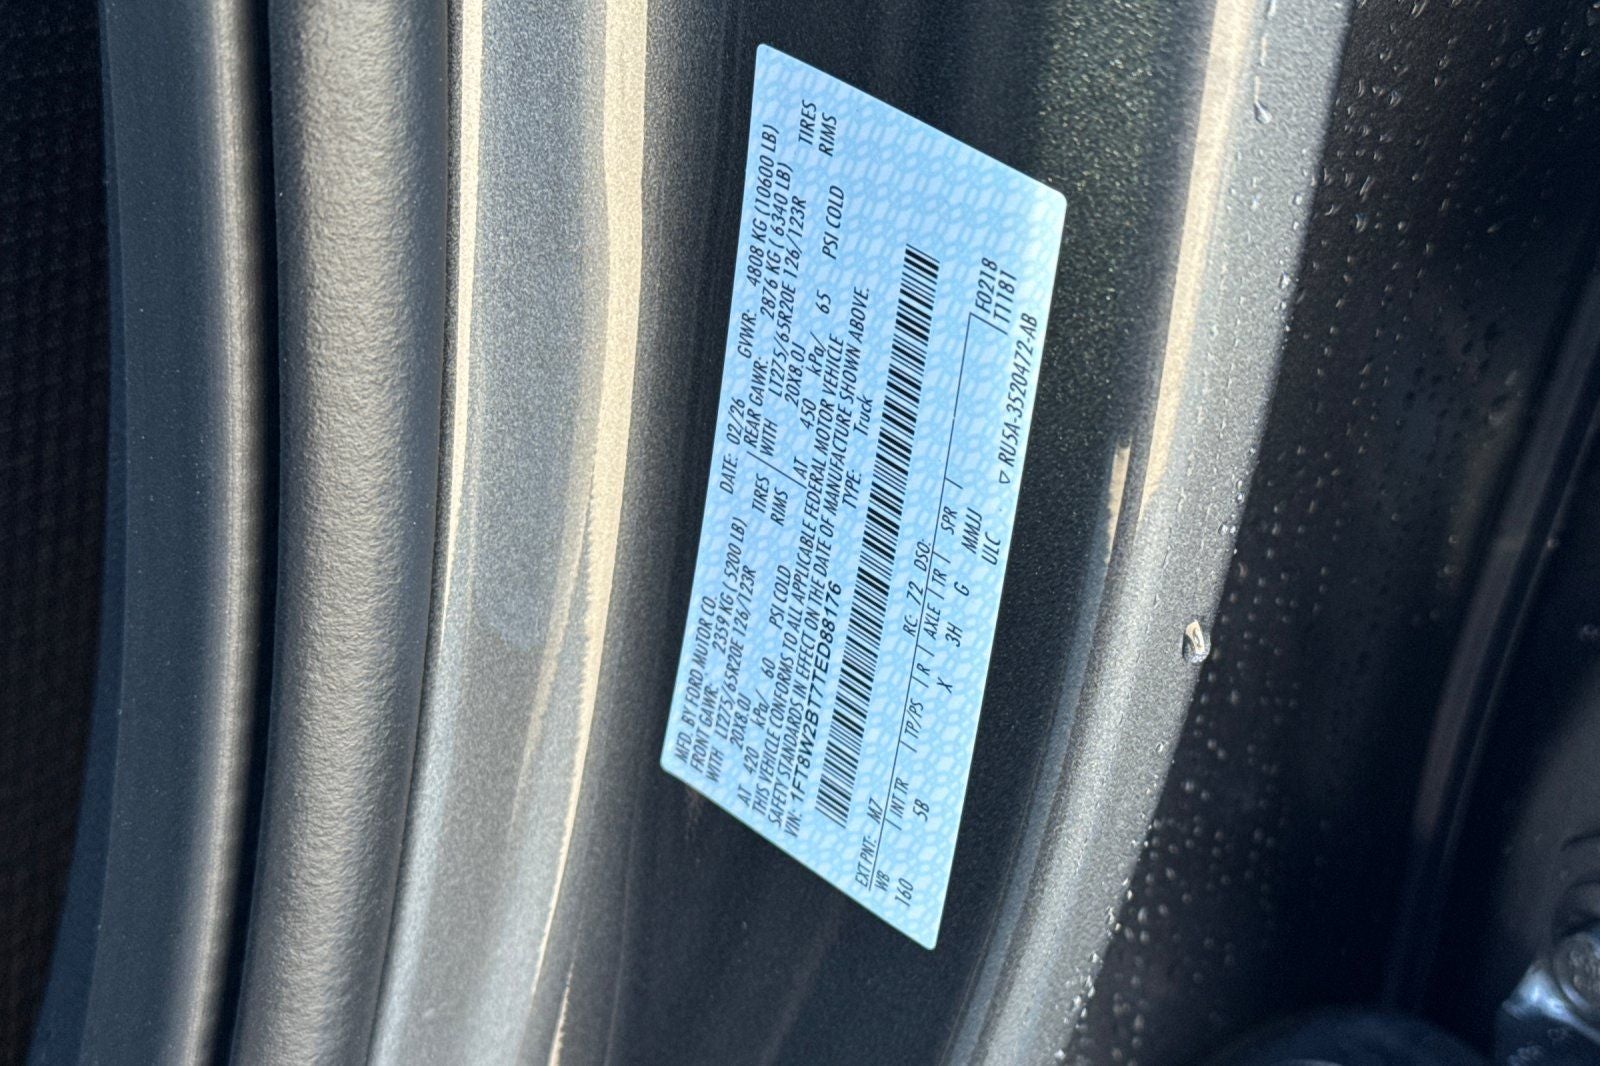 MFD. BY FORD MOTOR CO.
DATE: 02/26 GVWR: 4808 KG (10600 LB)
FRONT GAWR: 2359 KG ( 5200 LB) REAR GAWR: 2876 KG ( 6340 LB)
WITH LT275/65R20E 126/123R TIRES WITH LT275/65R20E 126/123R TIRES
20X8.0J RIMS 20X8.0J RIMS
AT 420 kPa/ 60 PSI COLD AT 450 kPa/ 65 PSI COLD
THIS VEHICLE CONFORMS TO ALL APPLICABLE FEDERAL MOTOR VEHICLE
SAFETY STANDARDS IN EFFECT ON THE DATE OF MANUFACTURE SHOWN ABOVE.
VIN: 1FT8W2BT7TED88176 TYPE: Truck
EXT PNT: M7 RC: 72 DSO: F0218
WB INT TR TP/PS R AXLE TR SPR T1181
160 5B X 3H G MMJJ
ULC ▽ RU5A-3520472-AB